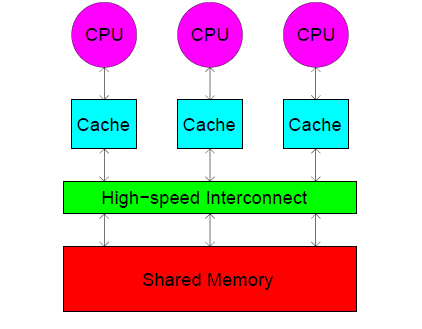 CPU CPU CPU
Cache Cache Cache
High-speed Interconnect
Shared Memory